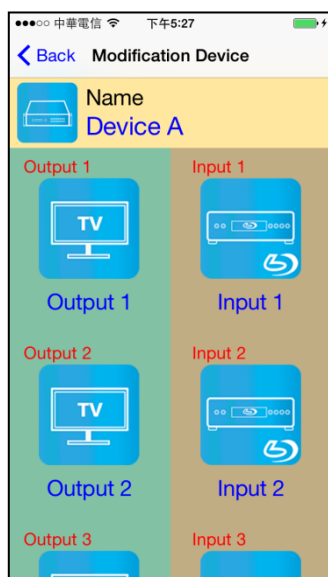 中華電信 下午5:27
Back Modification Device
Name
Device A
Output 1 Input 1
TV
Output 1 Input 1
Output 2 Input 2
TV
Output 2 Input 2
Output 3 Input 3